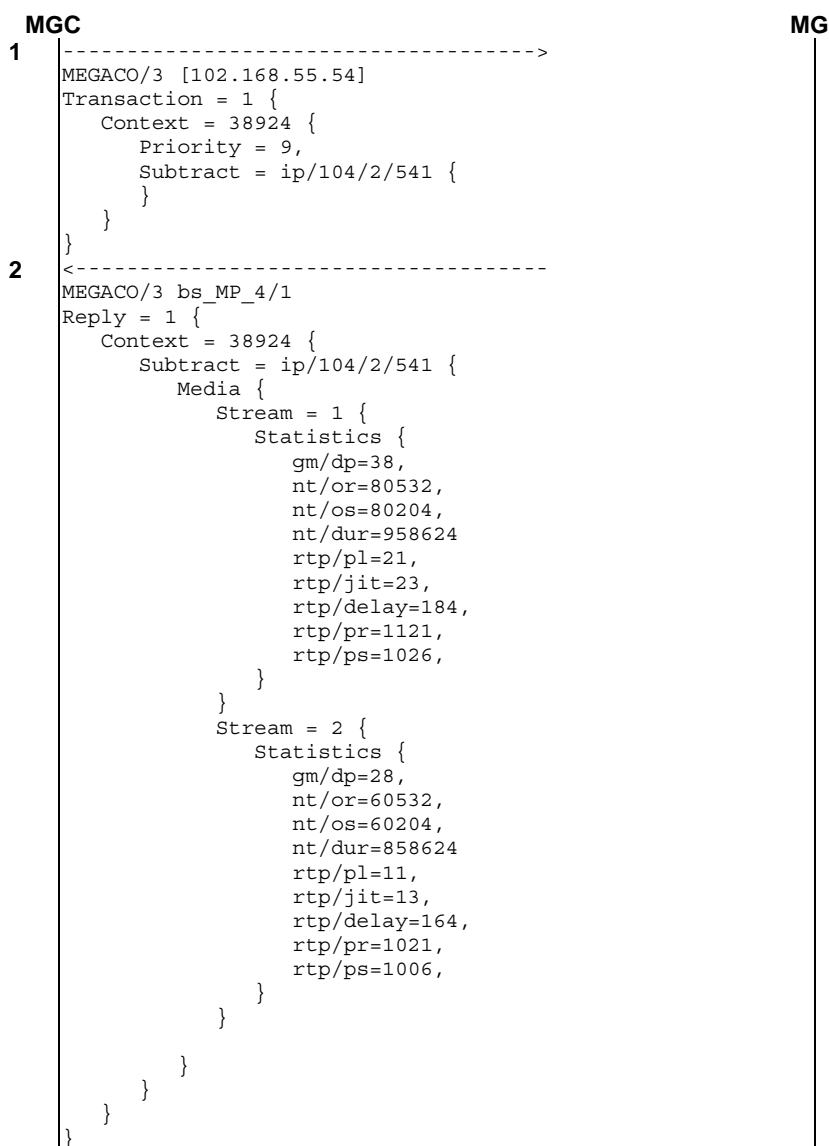 MGC MG
1 ------------------------------------->
MEGACO/3 [102.168.55.54]
Transaction = 1 {
   Context = 38924 {
      Priority = 9,
      Subtract = ip/104/2/541 {
      }
   }
}
2 <-------------------------------------
MEGACO/3 bs_MP_4/1
Reply = 1 {
   Context = 38924 {
      Subtract = ip/104/2/541 {
         Media {
            Stream = 1 {
               Statistics {
                  gm/dp=38,
                  nt/or=80532,
                  nt/os=80204,
                  nt/dur=958624
                  rtp/pl=21,
                  rtp/jit=23,
                  rtp/delay=184,
                  rtp/pr=1121,
                  rtp/ps=1026,
               }
            }
            Stream = 2 {
               Statistics {
                  gm/dp=28,
                  nt/or=60532,
                  nt/os=60204,
                  nt/dur=858624
                  rtp/pl=11,
                  rtp/jit=13,
                  rtp/delay=164,
                  rtp/pr=1021,
                  rtp/ps=1006,
               }
            }
         }
      }
   }
}